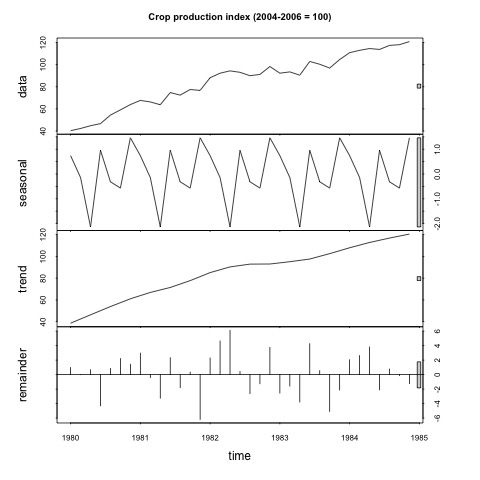 Crop production index (2004-2006 = 100)
data
40 60 80 100 120
seasonal
-2.0 -1.0 0.0 1.0
trend
40 60 80 100 120
remainder
-6 -4 -2 0 2 4 6
1980 1981 1982 1983 1984 1985
time